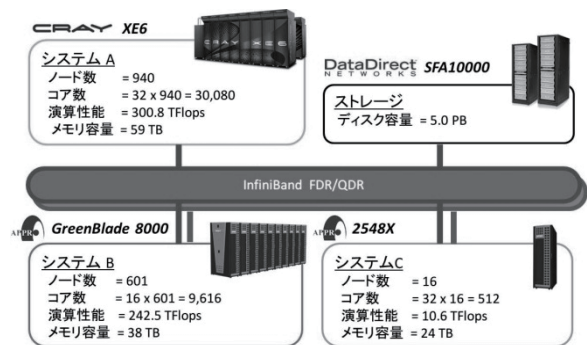 CRAY XE6
システム A
ノード数 = 940
コア数 = 32 x 940 = 30,080
演算性能 = 300.8 TFlops
メモリ容量 = 59 TB
DataDirect NETWORKS SFA10000
ストレージ
ディスク容量 = 5.0 PB
InfiniBand FDR/QDR
APPRO GreenBlade 8000
システム B
ノード数 = 601
コア数 = 16 x 601 = 9,616
演算性能 = 242.5 TFlops
メモリ容量 = 38 TB
APPRO 2548X
システムC
ノード数 = 16
コア数 = 32 x 16 = 512
演算性能 = 10.6 TFlops
メモリ容量 = 24 TB